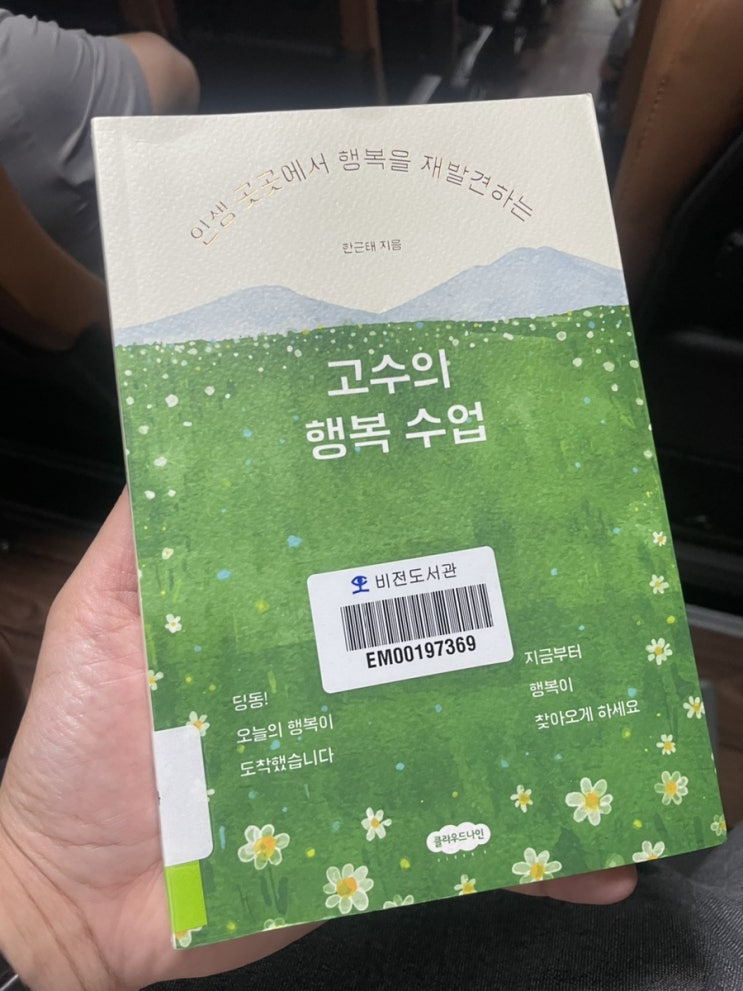 인생 곳곳에서 행복을 재발견하는
한근태 지음
고수의
행복 수업
비전도서관
EM00197369
딩동!
오늘의 행복이
도착했습니다
지금부터
행복이
찾아오게 하세요
클라우드나인